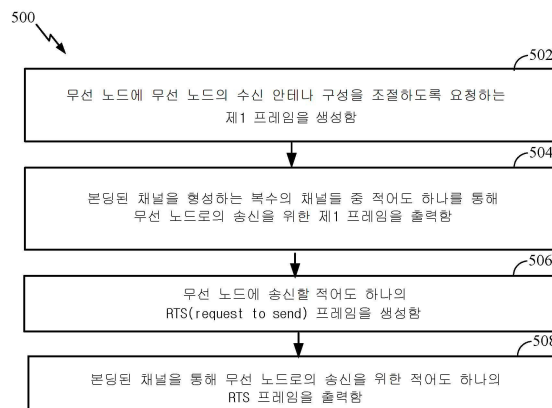 500
502
무선 노드에 무선 노드의 수신 안테나 구성을 조절하도록 요청하는
제1 프레임을 생성함
504
본딩된 채널을 형성하는 복수의 채널들 중 적어도 하나를 통해
무선 노드로의 송신을 위한 제1 프레임을 출력함
506
무선 노드에 송신할 적어도 하나의
RTS(request to send) 프레임을 생성함
508
본딩된 채널을 통해 무선 노드로의 송신을 위한 적어도 하나의
RTS 프레임을 출력함